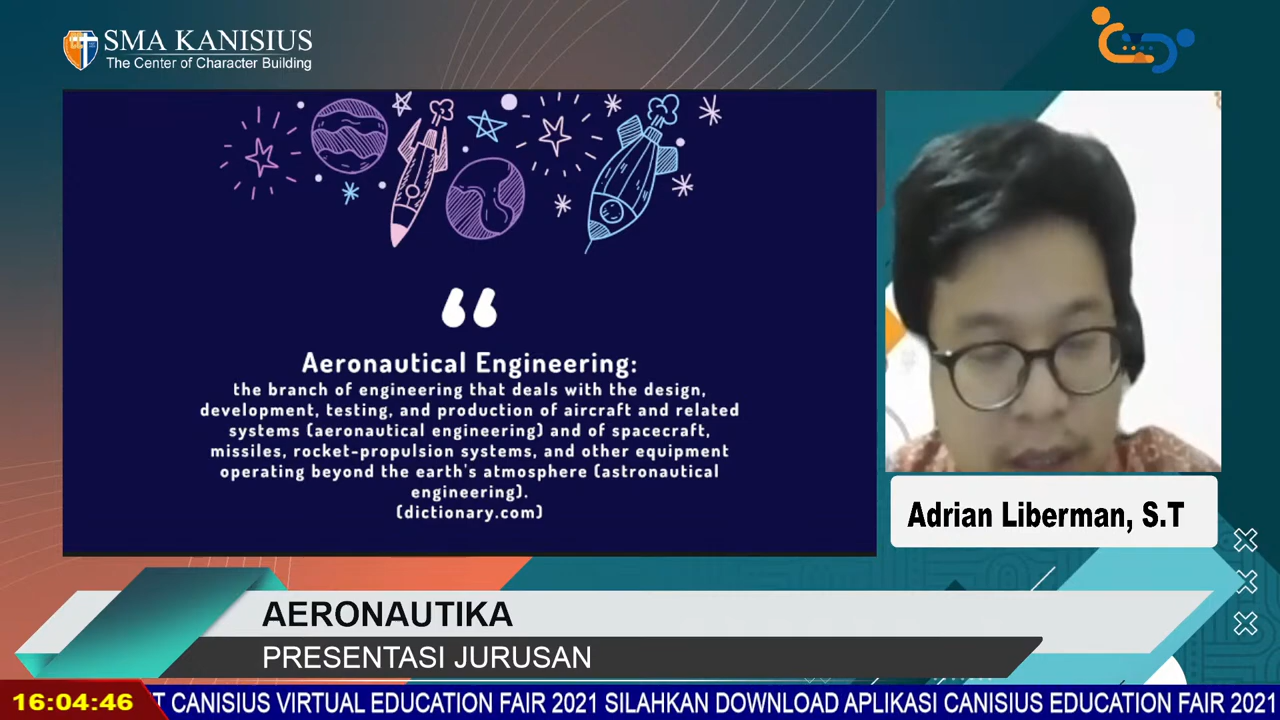 SMA KANISIUS
The Center of Character Building
Aeronautical Engineering:
the branch of engineering that deals with the design,
development, testing, and production of aircraft and related
systems (aeronautical engineering) and of spacecraft,
missiles, rocket-propulsion systems, and other equipment
operating beyond the earth's atmosphere (astronautical
engineering).
(dictionary.com)
Adrian Liberman, S.T
AERONAUTIKA
PRESENTASI JURUSAN
16:04:46 T CANISIUS VIRTUAL EDUCATION FAIR 2021 SILAHKAN DOWNLOAD APLIKASI CANISIUS EDUCATION FAIR 2021